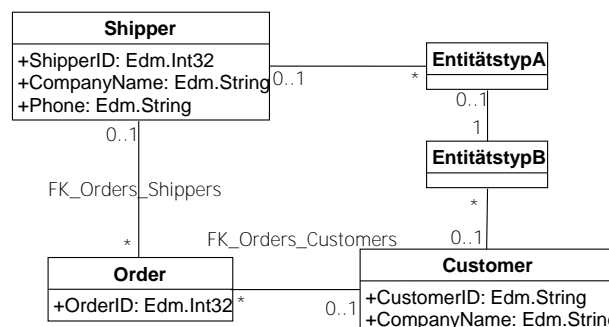 Shipper
+ShipperID: Edm.Int32
+CompanyName: Edm.String
+Phone: Edm.String
0..1
*
EntitätstypA
0..1
1
EntitätstypB
*
0..1
0..1
FK_Orders_Shippers
*
FK_Orders_Customers
Order
+OrderID: Edm.Int32
*
0..1
Customer
+CustomerID: Edm.String
+CompanyName: Edm.String